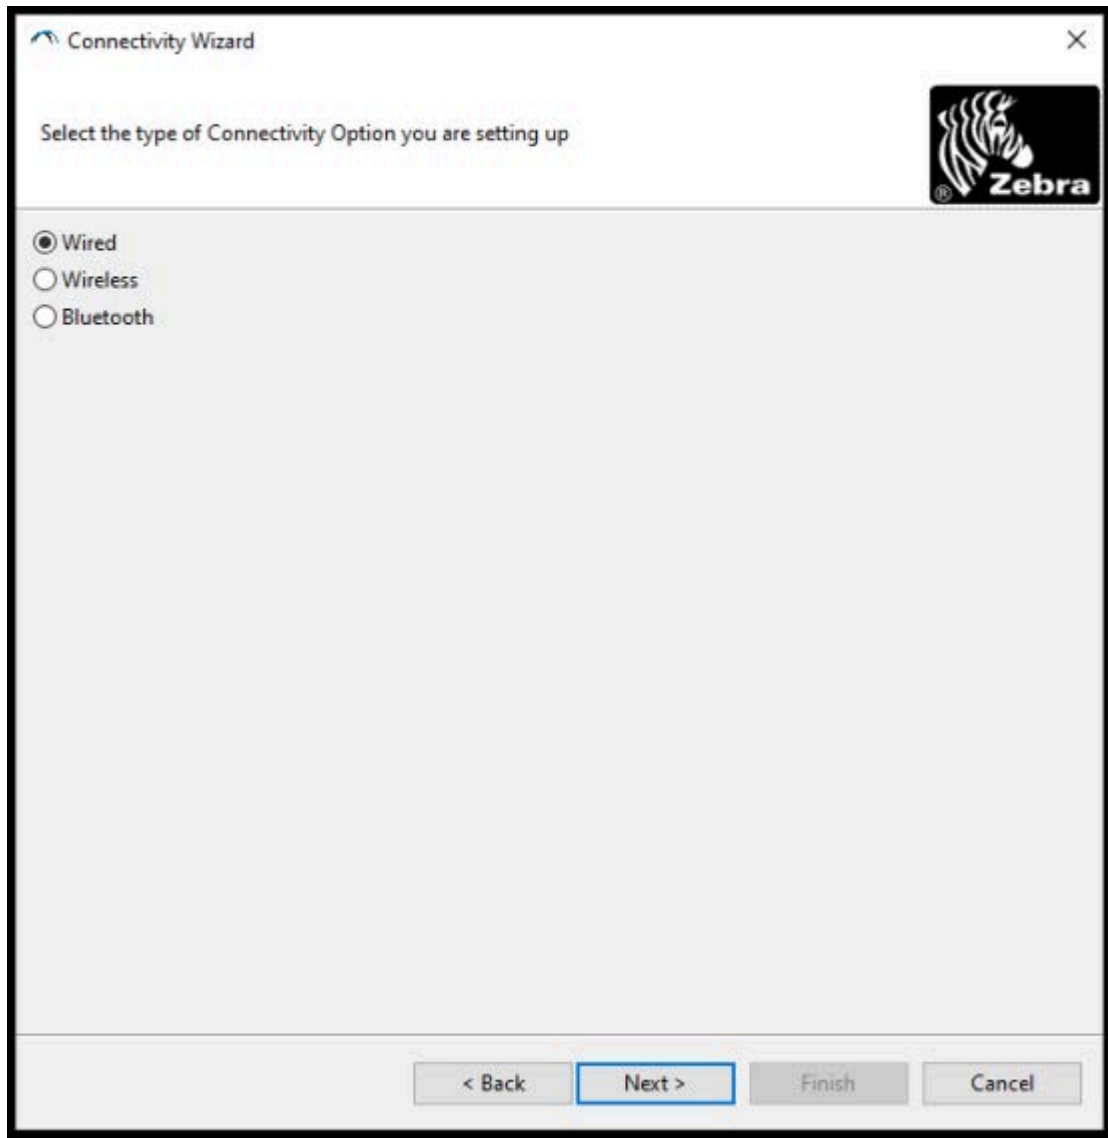 Connectivity Wizard
Select the type of Connectivity Option you are setting up
® Zebra
Wired
Wireless
Bluetooth
< Back Next > Finish Cancel